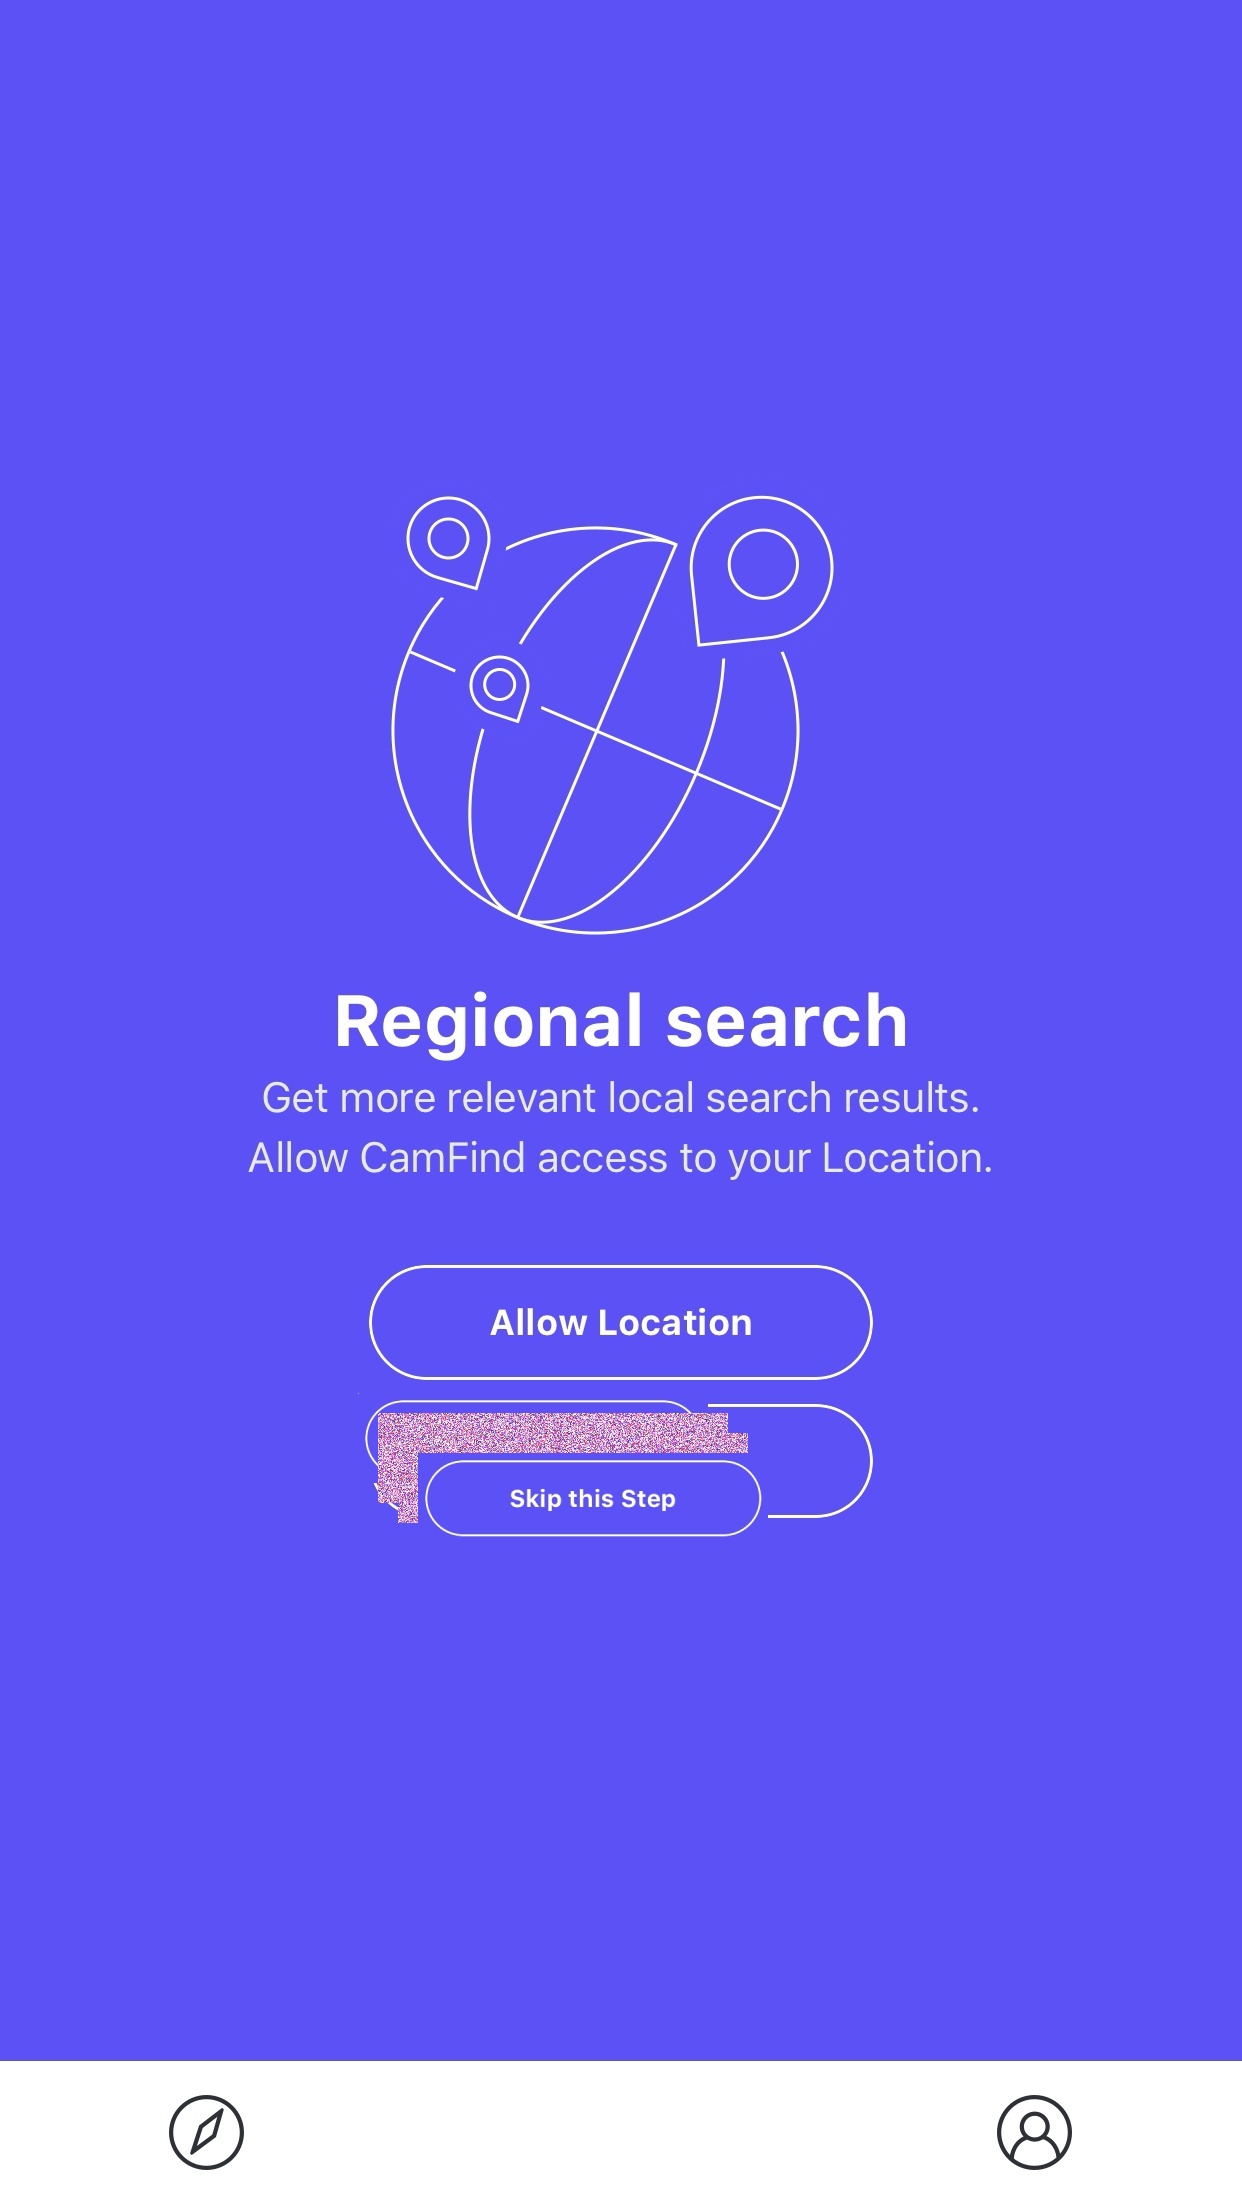 Regional search
Get more relevant local search results.
Allow CamFind access to your Location.
Allow Location
Skip this Step